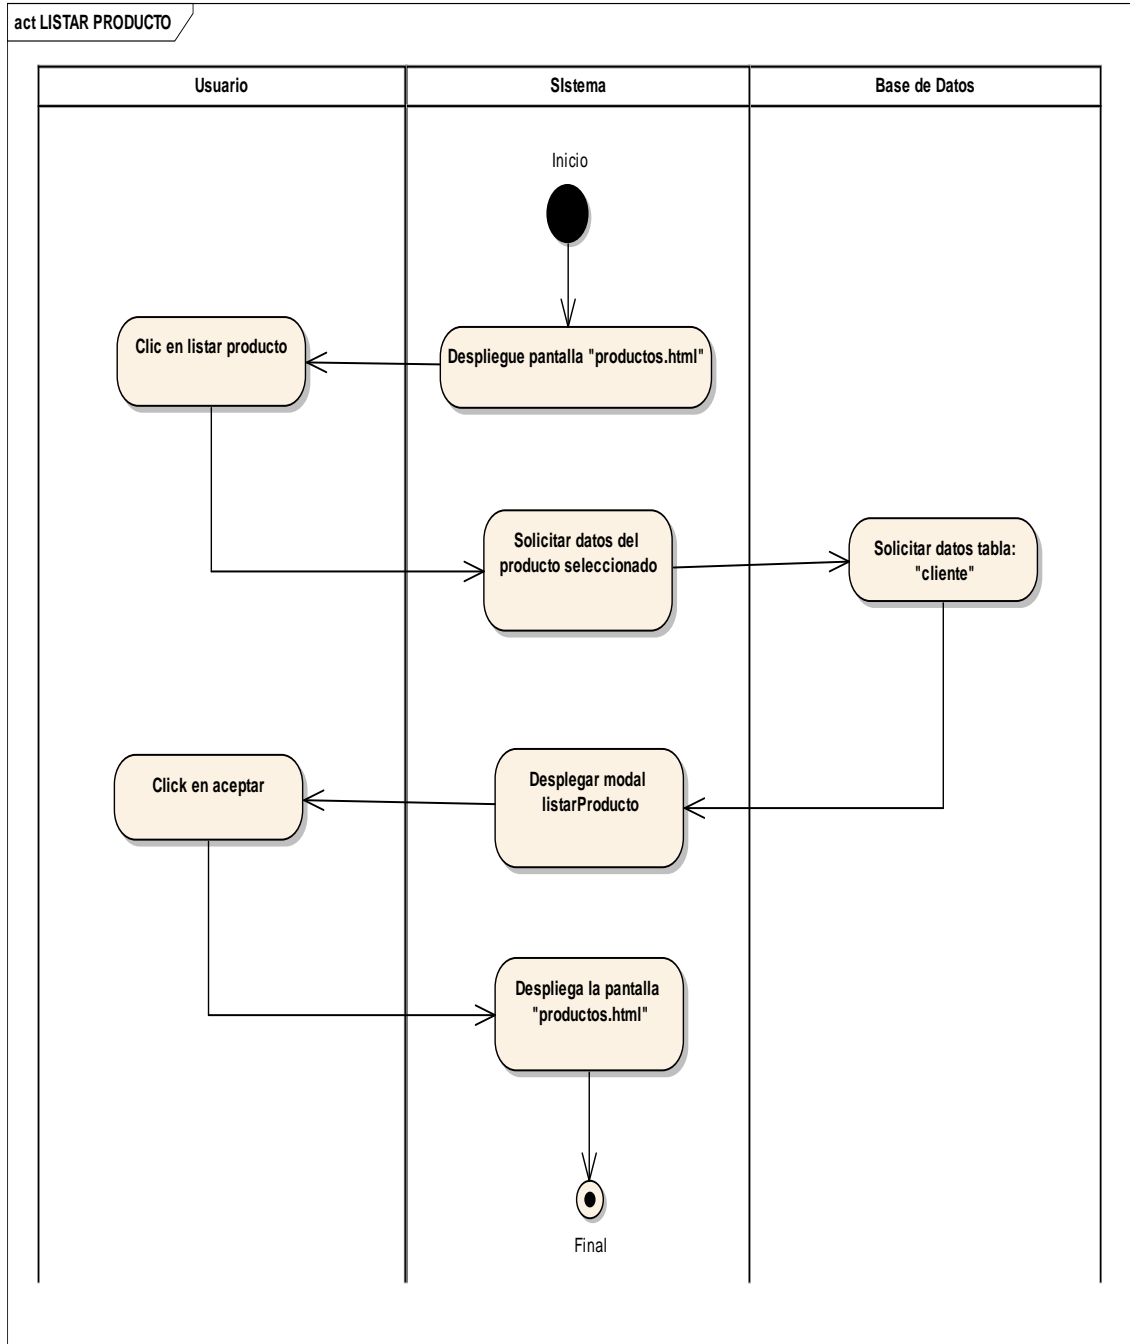 act LISTAR PRODUCTO
Usuario
SIstema
Base de Datos
Inicio
Clic en listar producto
Despliegue pantalla "productos.html"
Solicitar datos del
producto seleccionado
Solicitar datos tabla:
"cliente"
Click en aceptar
Desplegar modal
listarProducto
Despliega la pantalla
"productos.html"
Final